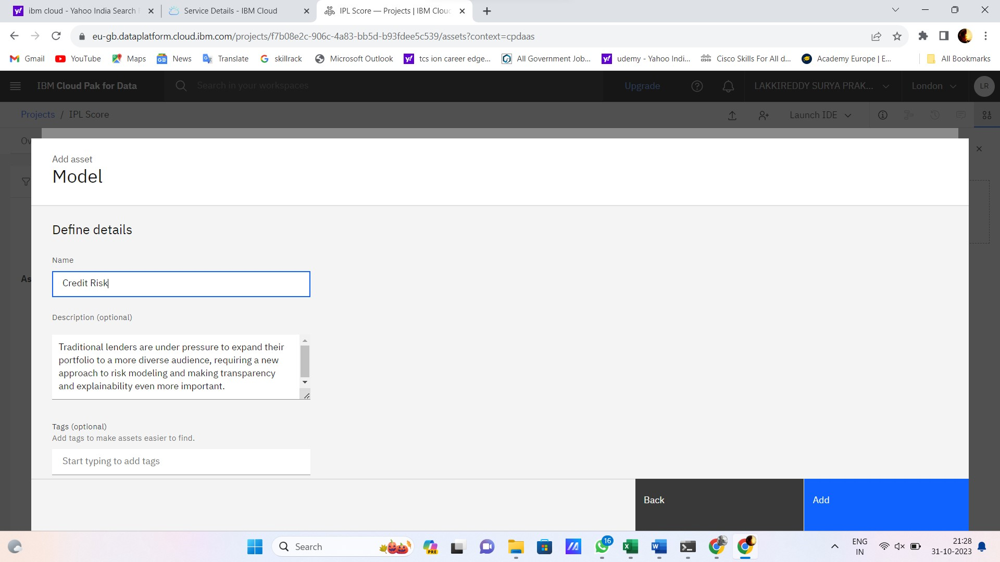 ibm cloud - Yahoo India Search
Service Details - IBM Cloud
IPL Score — Projects | IBM Clou
eu-gb.dataplatform.cloud.ibm.com/projects/f7b08e2c-906c-4a83-bb5d-b93fdee5c539/assets?context=cpdaas
Gmail
YouTube
Maps
News
Translate
skillrack
Microsoft Outlook
tcs ion career edge...
All Government Job...
udemy - Yahoo Indi...
Cisco Skills For All d...
Academy Europe | E...
All Bookmarks
IBM Cloud Pak for Data
Search in your workspaces
Upgrade
LAKKIREDDY SURYA PRAK...
London
LR
Projects / IPL Score
Launch IDE
Ov
Add asset
Model
Define details
Name
As
Credit Risk
Description (optional)
Traditional lenders are under pressure to expand their
portfolio to a more diverse audience, requiring a new
approach to risk modeling and making transparency
and explainability even more important.
Tags (optional)
Add tags to make assets easier to find.
Start typing to add tags
Back
Add
Search
PRE
16
ENG
IN
21:28
31-10-2023